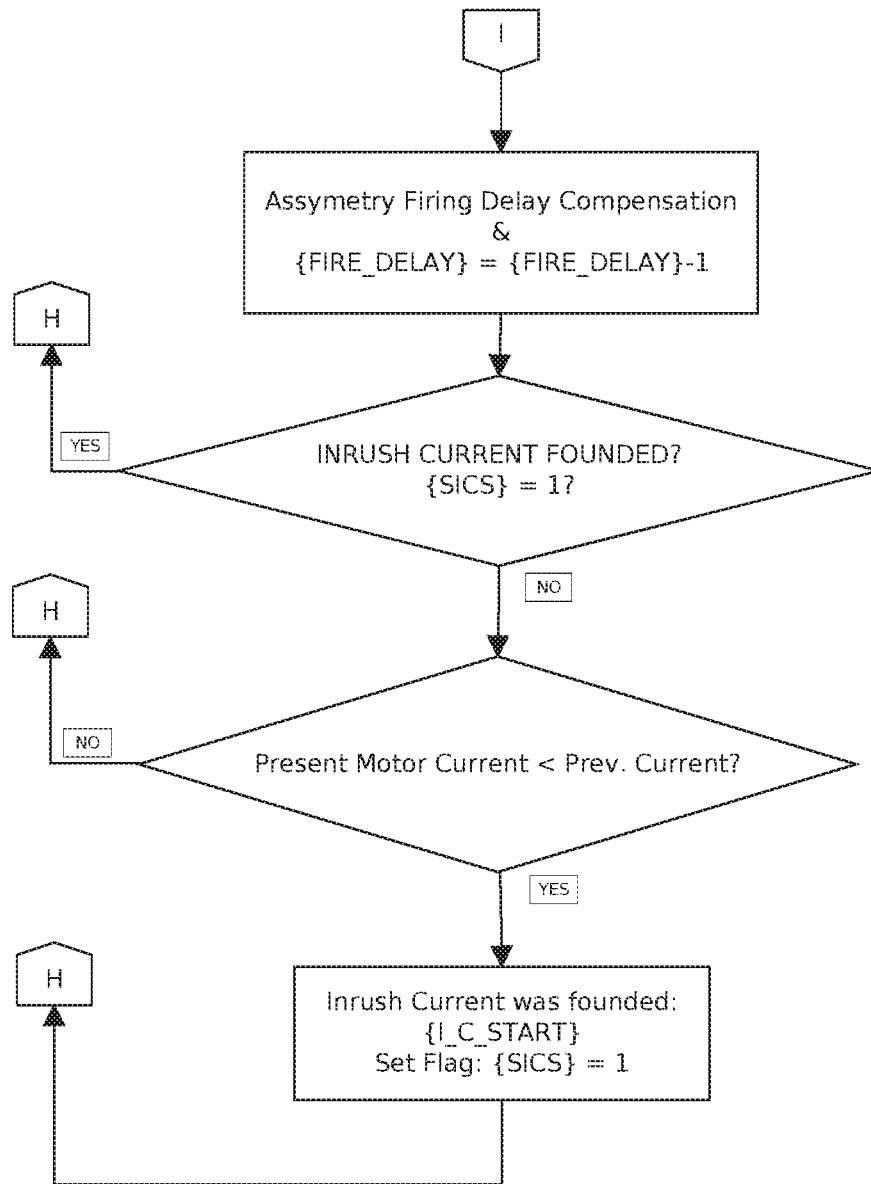 I
Assymetry Firing Delay Compensation
&
{FIRE_DELAY} = {FIRE_DELAY}-1
H
YES
INRUSH CURRENT FOUNDED?
{SICS} = 1?
NO
H
NO
Present Motor Current < Prev. Current?
YES
H
Inrush Current was founded:
{I_C_START}
Set Flag: {SICS} = 1